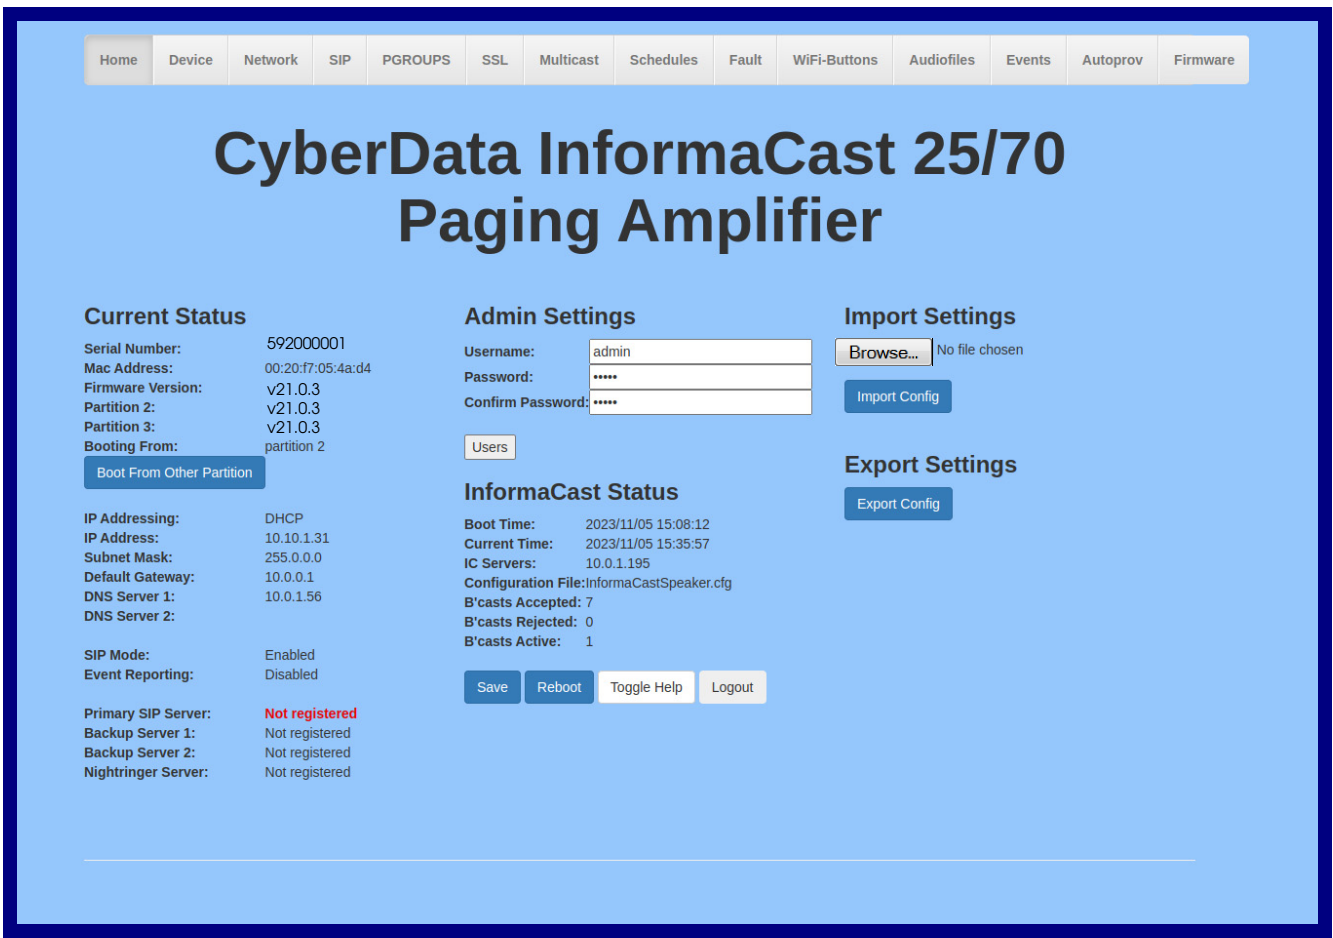 Home Device Network SIP PGROUPS SSL Multicast Schedules Fault WiFi-Buttons Audiofiles Events Autoprov Firmware
CyberData InformaCast 25/70
Paging Amplifier
Current Status
Serial Number: 592000001
Mac Address: 00:20:f7:05:4a:d4
Firmware Version: v21.0.3
Partition 2: v21.0.3
Partition 3: v21.0.3
Booting From: partition 2
Boot From Other Partition
IP Addressing: DHCP
IP Address: 10.10.1.31
Subnet Mask: 255.0.0.0
Default Gateway: 10.0.0.1
DNS Server 1: 10.0.1.56
DNS Server 2:
SIP Mode: Enabled
Event Reporting: Disabled
Primary SIP Server: Not registered
Backup Server 1: Not registered
Backup Server 2: Not registered
Nightringer Server: Not registered
Admin Settings
Username: admin
Password: •••••
Confirm Password: •••••
Users
InformaCast Status
Boot Time: 2023/11/05 15:08:12
Current Time: 2023/11/05 15:35:57
IC Servers: 10.0.1.195
Configuration File:InformaCastSpeaker.cfg
B'casts Accepted: 7
B'casts Rejected: 0
B'casts Active: 1
Save Reboot Toggle Help Logout
Import Settings
Browse... No file chosen
Import Config
Export Settings
Export Config